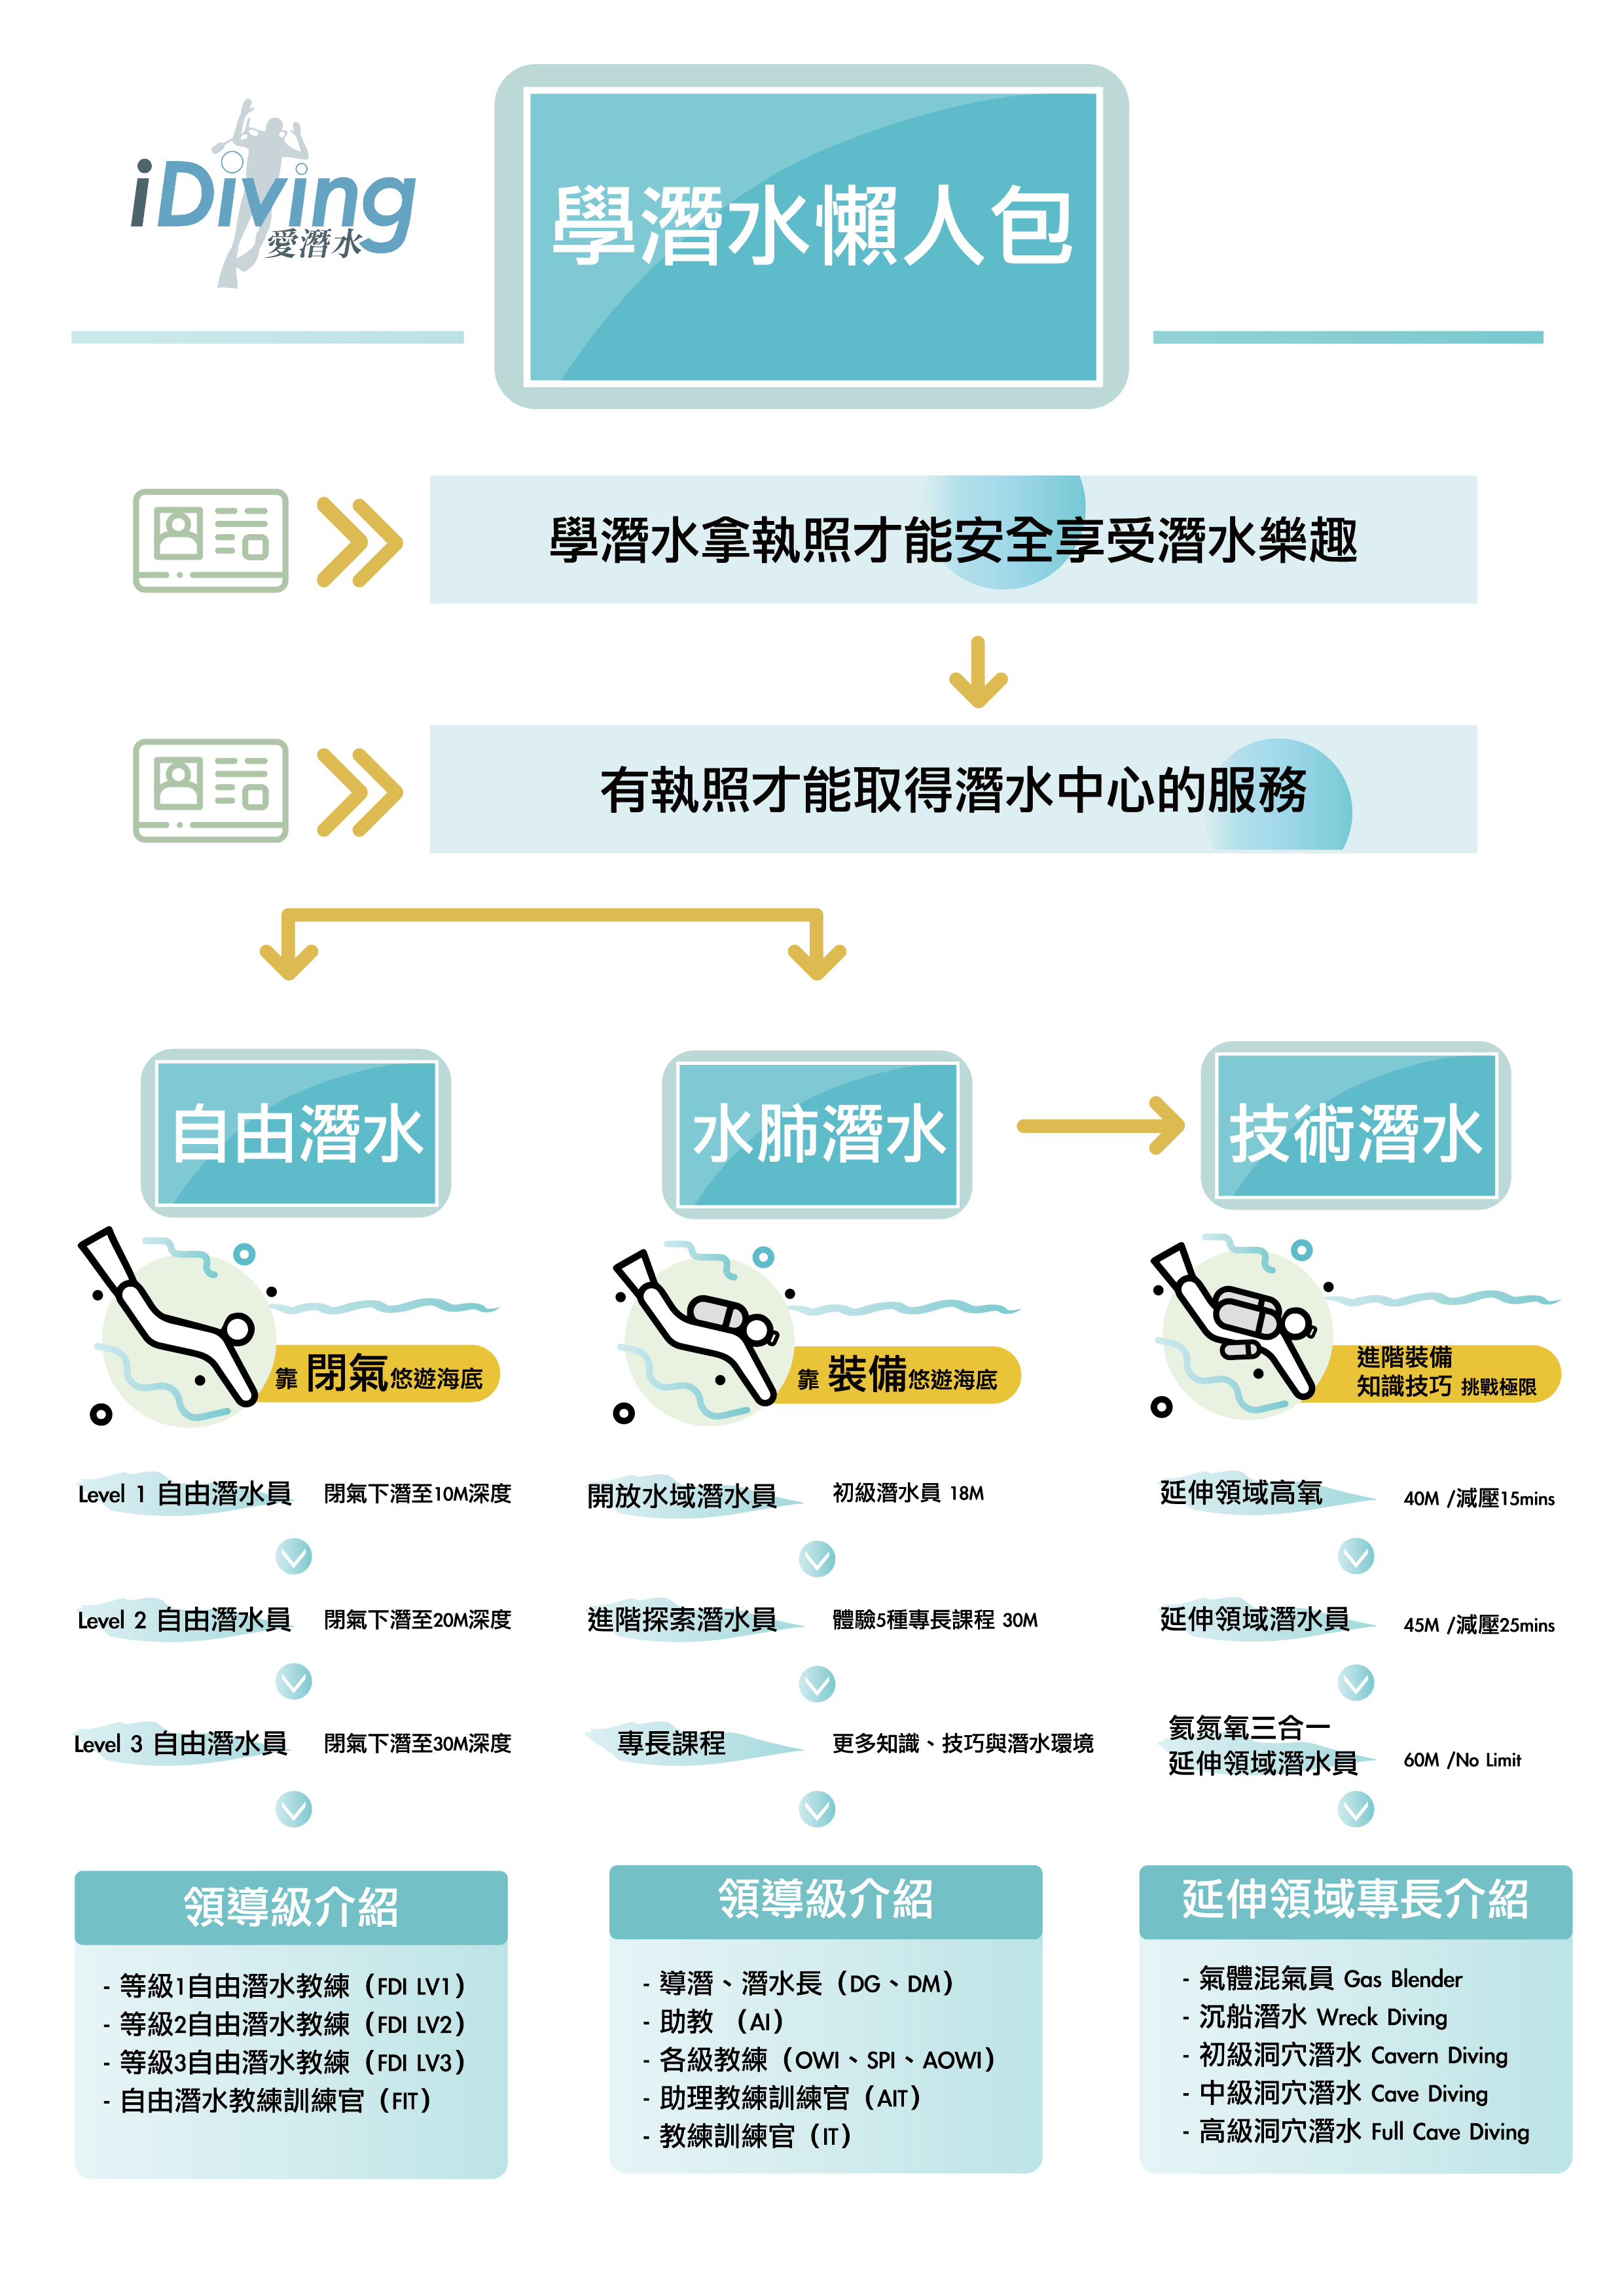 iDiving
愛潛水
學潛水懶人包
學潛水拿執照才能安全享受潛水樂趣
有執照才能取得潛水中心的服務
自由潛水
靠 閉氣悠遊海底
Level 1 自由潛水員 閉氣下潛至10M深度
Level 2 自由潛水員 閉氣下潛至20M深度
Level 3 自由潛水員 閉氣下潛至30M深度
領導級介紹
- 等級1自由潛水教練（FDI LV1）
- 等級2自由潛水教練（FDI LV2）
- 等級3自由潛水教練（FDI LV3）
- 自由潛水教練訓練官（FIT）
水肺潛水
靠 裝備悠遊海底
開放水域潛水員 初級潛水員 18M
進階探索潛水員 體驗5種專長課程 30M
專長課程 更多知識、技巧與潛水環境
領導級介紹
- 導潛、潛水長（DG、DM）
- 助教 （AI）
- 各級教練（OWI、SPI、AOWI）
- 助理教練訓練官（AIT）
- 教練訓練官（IT）
技術潛水
進階裝備
知識技巧 挑戰極限
延伸領域高氧 40M /減壓15mins
延伸領域潛水員 45M /減壓25mins
氦氮氧三合一
延伸領域潛水員 60M /No Limit
延伸領域專長介紹
- 氣體混氣員 Gas Blender
- 沉船潛水 Wreck Diving
- 初級洞穴潛水 Cavern Diving
- 中級洞穴潛水 Cave Diving
- 高級洞穴潛水 Full Cave Diving